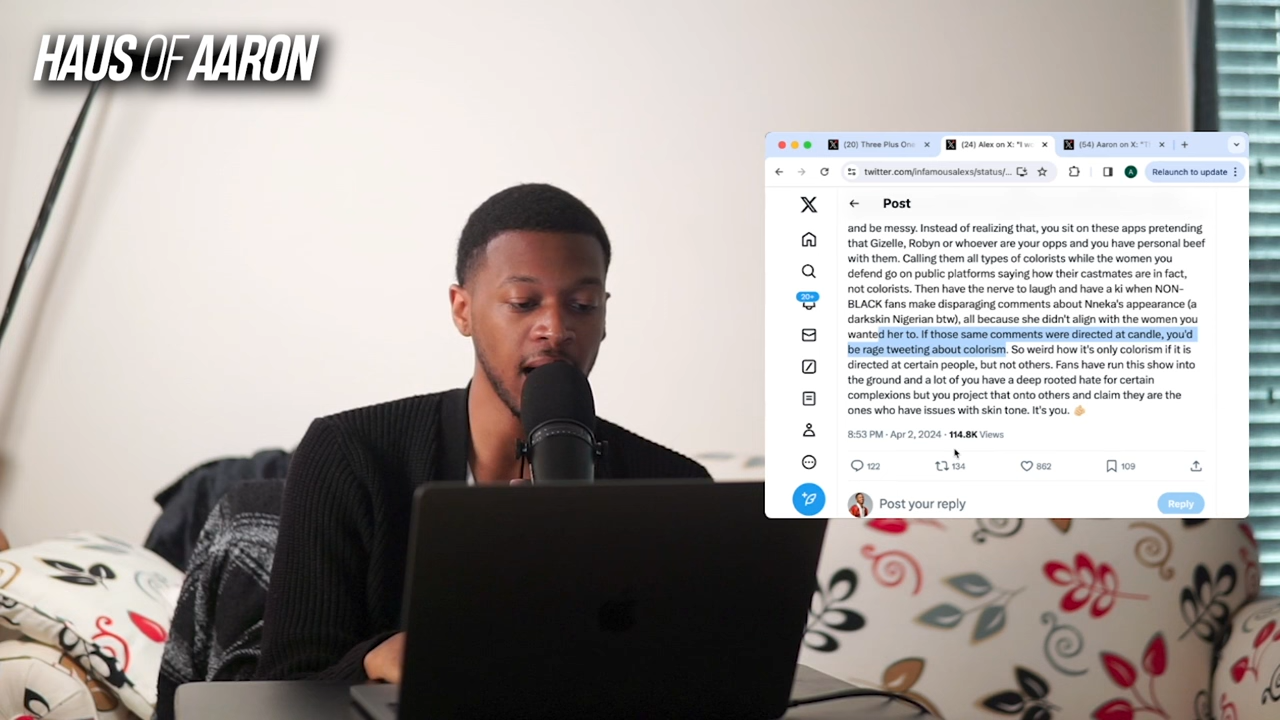 HAUS OF AARON
(20) Three Plus One
(24) Alex on X: "I wo
(54) Aaron on X: "T
twitter.com/infamousalexs/status/...
A
Relaunch to update
Post
and be messy. Instead of realizing that, you sit on these apps pretending
that Gizelle, Robyn or whoever are your opps and you have personal beef
with them. Calling them all types of colorists while the women you
defend go on public platforms saying how their castmates are in fact,
not colorists. Then have the nerve to laugh and have a ki when NON-
BLACK fans make disparaging comments about Nneka's appearance (a
darkskin Nigerian btw), all because she didn't align with the women you
wanted her to. If those same comments were directed at candle, you'd
be rage tweeting about colorism. So weird how it's only colorism if it is
directed at certain people, but not others. Fans have run this show into
the ground and a lot of you have a deep rooted hate for certain
complexions but you project that onto others and claim they are the
ones who have issues with skin tone. It's you. 🫵🏼
20+
8:53 PM · Apr 2, 2024 · 114.8K Views
122 134 862 109
Post your reply
Reply